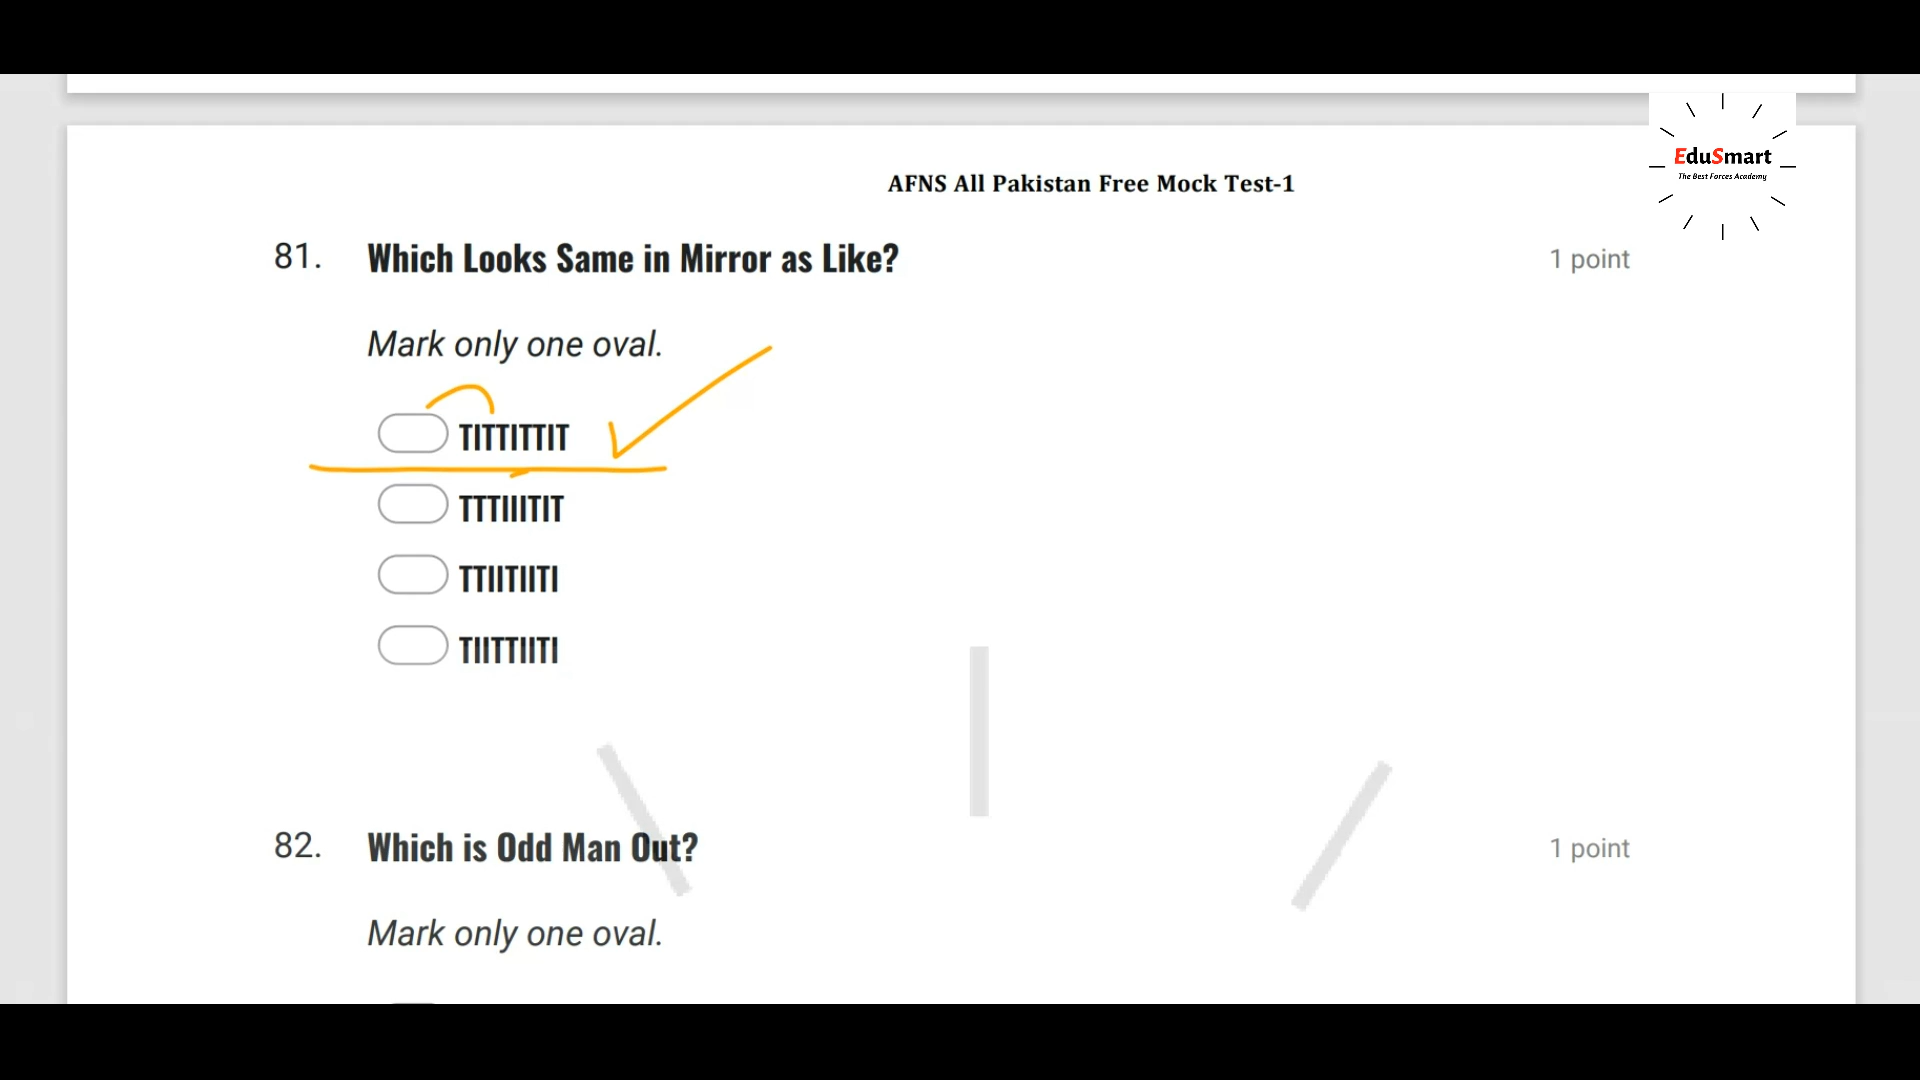 EduSmart
The Best Forces Academy
AFNS All Pakistan Free Mock Test-1
81. Which Looks Same in Mirror as Like? 1 point
Mark only one oval.
TITTITTIT
TTTIIITIT
TTIITIITI
TIITTIITI
82. Which is Odd Man Out? 1 point
Mark only one oval.